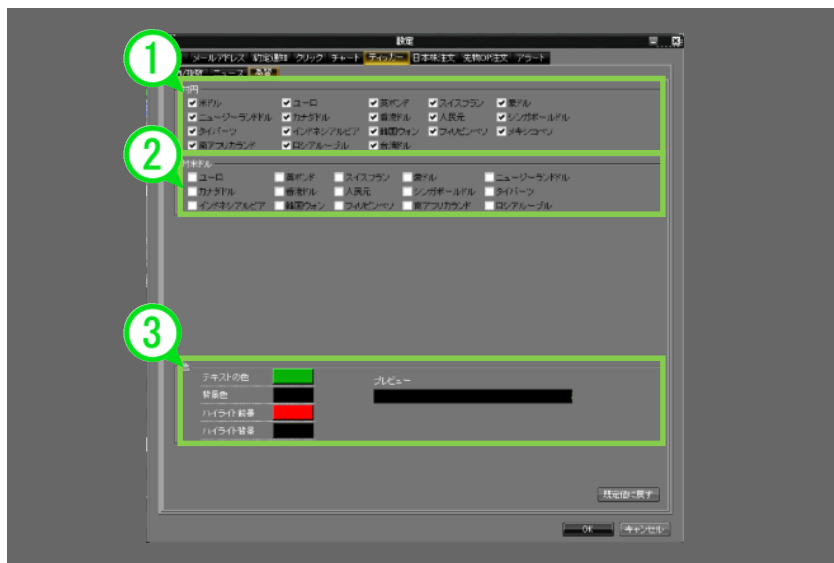 設定
メールアドレス 約定通知 クリック チャート ティッカー 日本株注文 先物OP注文 アラート
ニュース 為替
1
対円
米ドル ユーロ 英ポンド スイスフラン 豪ドル
ニュージーランドドル カナダドル 香港ドル 人民元 シンガポールドル
タイバーツ インドネシアルピア 韓国ウォン フィリピンペソ メキシコペソ
南アフリカランド ロシアルーブル 台湾ドル
2
対米ドル
ユーロ 英ポンド スイスフラン 豪ドル ニュージーランドドル
カナダドル 香港ドル 人民元 シンガポールドル タイバーツ
インドネシアルピア 韓国ウォン フィリピンペソ 南アフリカランド ロシアルーブル
3
色
テキストの色 プレビュー
背景色
ハイライト前景
ハイライト背景
既定値に戻す
OK キャンセル